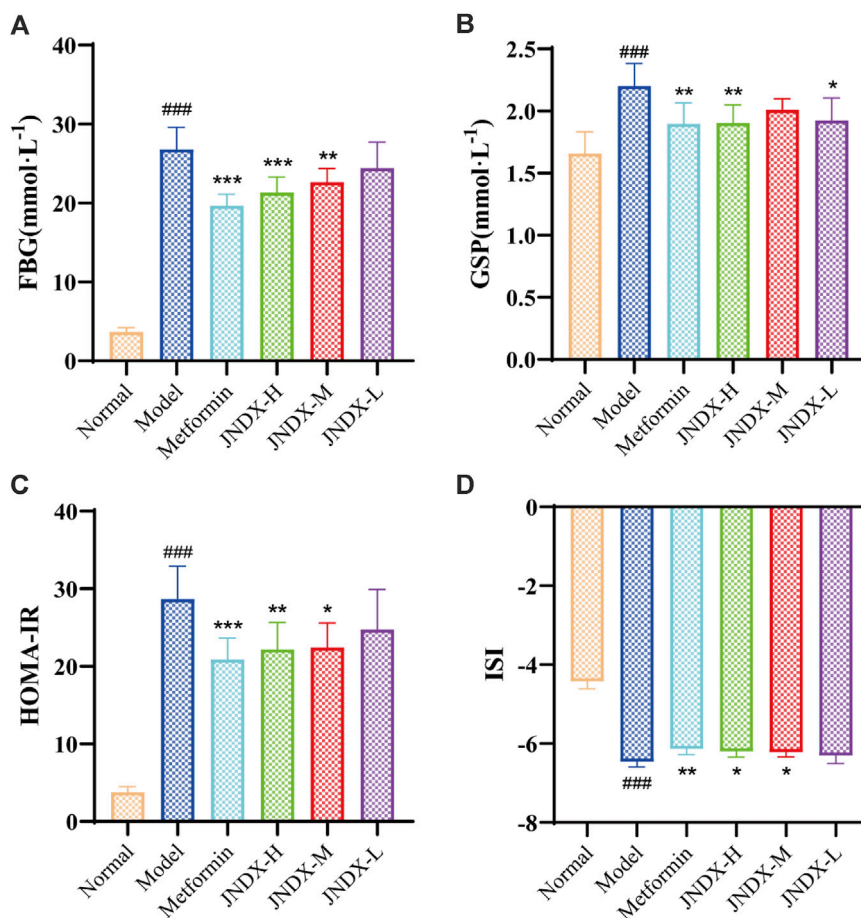 A
FBG(mmol·L⁻¹)
40
30
20
10
0
###
***
***
**
Normal
Model
Metformin
JNDX-H
JNDX-M
JNDX-L
B
GSP(mmol·L⁻¹)
2.5
2.0
1.5
1.0
0.5
0.0
###
**
**
*
Normal
Model
Metformin
JNDX-H
JNDX-M
JNDX-L
C
HOMA-IR
40
30
20
10
0
###
***
**
*
Normal
Model
Metformin
JNDX-H
JNDX-M
JNDX-L
D
ISI
0
-2
-4
-6
-8
###
**
*
*
Normal
Model
Metformin
JNDX-H
JNDX-M
JNDX-L